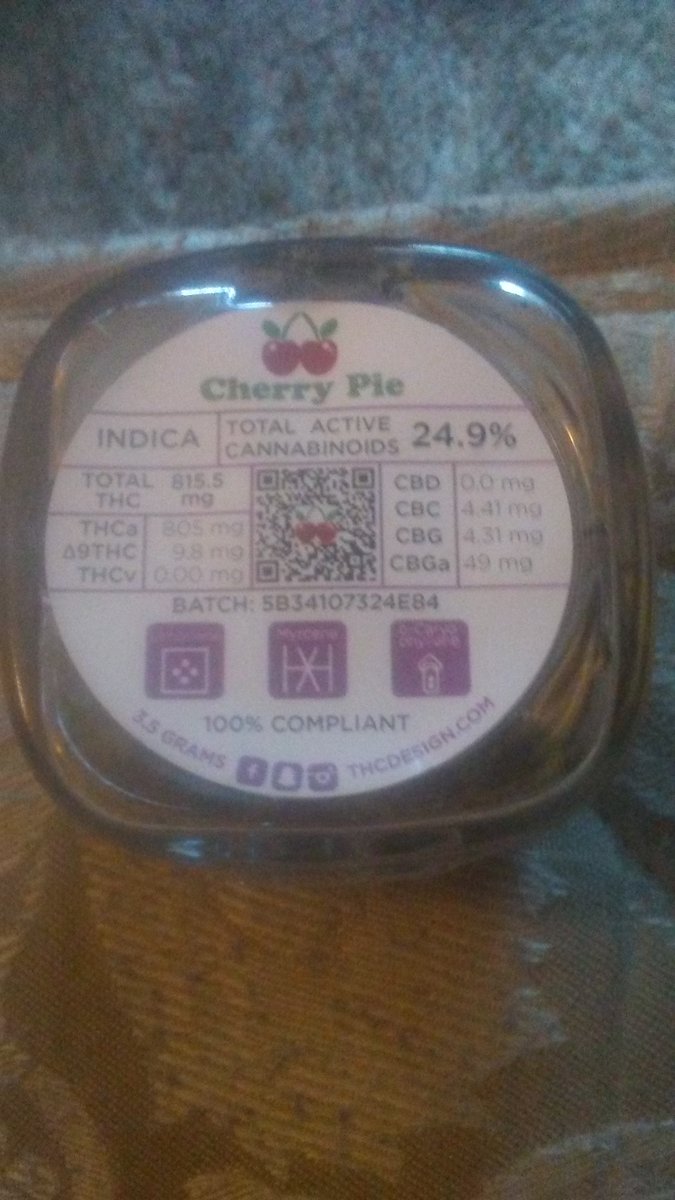 Cherry Pie
INDICA
TOTAL ACTIVE
CANNABINOIDS 24.9%
TOTAL THC 815.5 mg
THCa 805 mg
Δ9THC 9.8 mg
THCv 0.00 mg
CBD 0.0 mg
CBC 4.41 mg
CBG 4.31 mg
CBGa 49 mg
BATCH: 5B34107324E84
Myrcene
100% COMPLIANT
3.5 GRAMS
THCDESIGN.COM